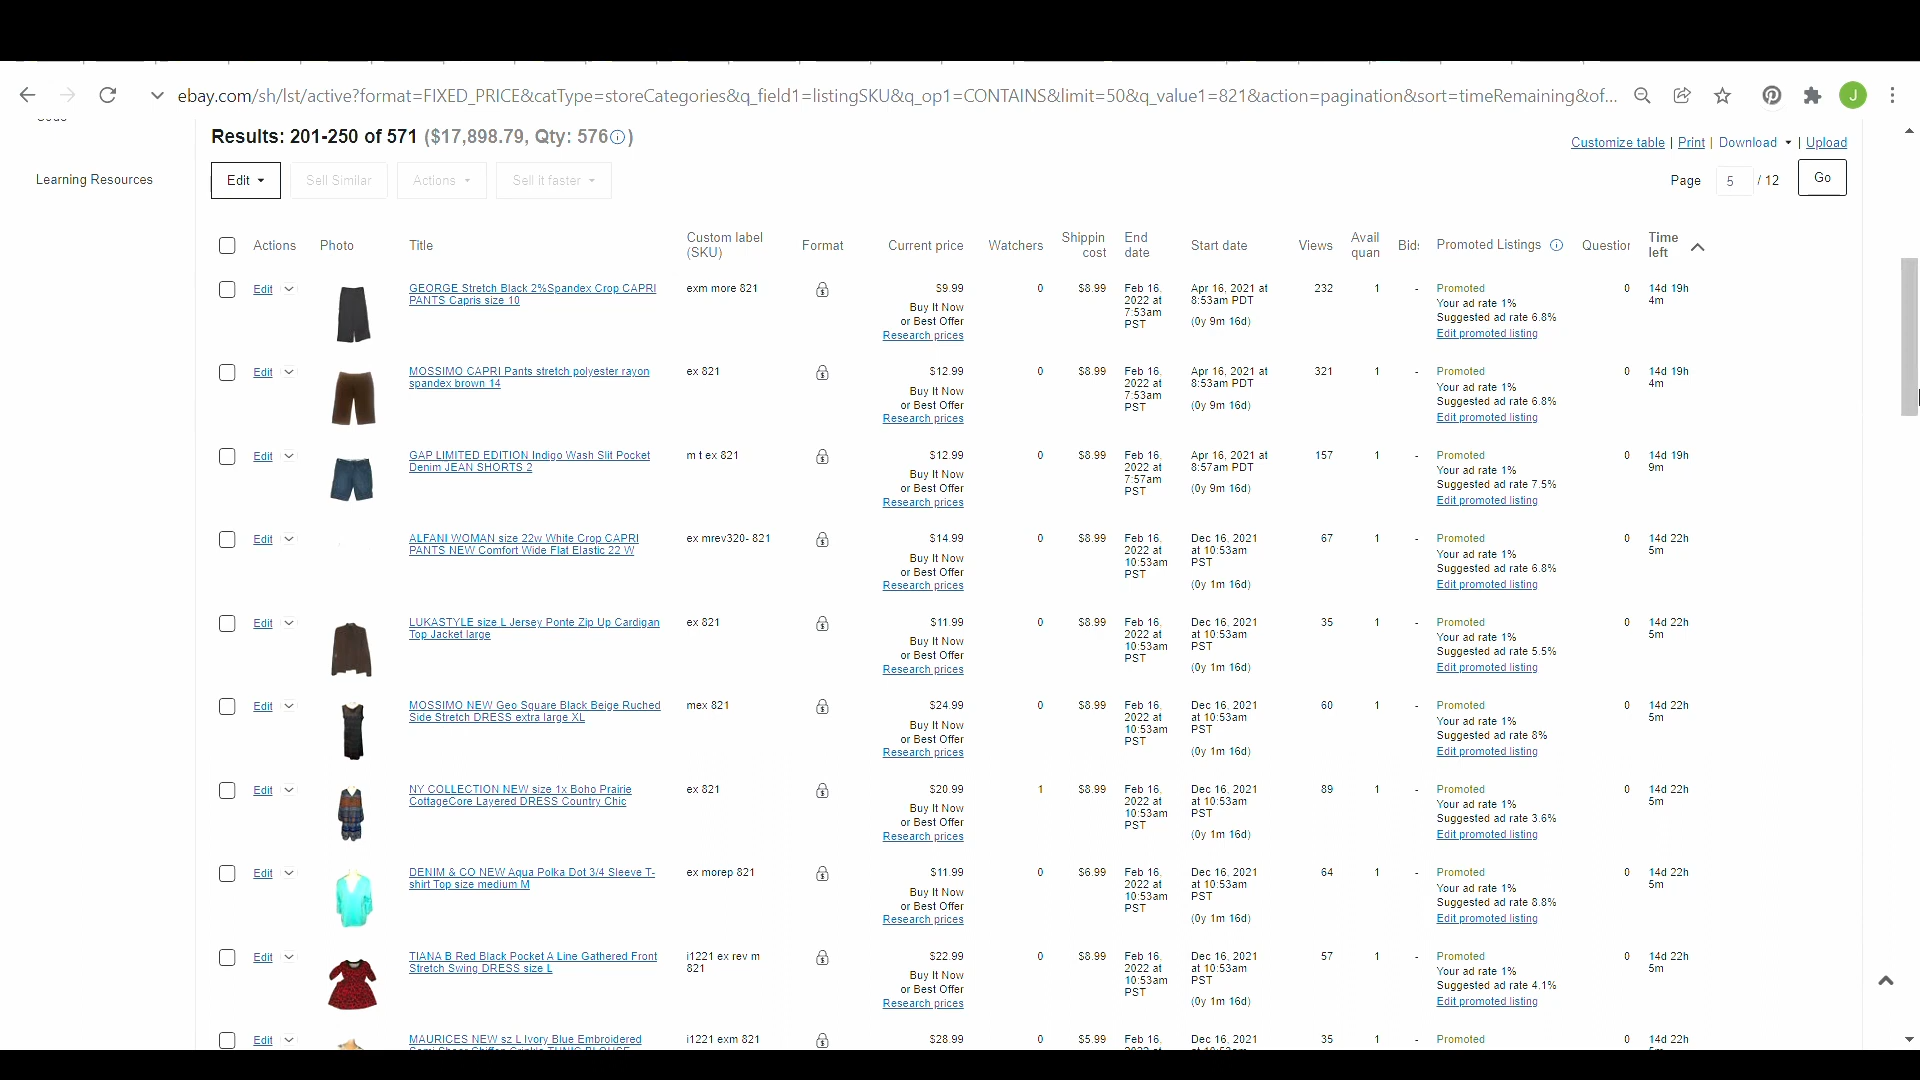 ebay.com/sh/lst/active?format=FIXED_PRICE&catType=storeCategories&q_field1=listingSKU&q_op1=CONTAINS&limit=50&q_value1=821&action=pagination&sort=timeRemaining&of...
J
Results: 201-250 of 571 ($17,898.79, Qty: 576)
Customize table | Print | Download | Upload
Learning Resources
Edit
Sell Similar
Actions
Sell it faster
Page 5 / 12 Go
Actions Photo Title Custom label (SKU) Format Current price Watchers Shippin cost End date Start date Views Avail quan Bid: Promoted Listings Question Time left
Edit
GEORGE Stretch Black 2%Spandex Crop CAPRI
PANTS Capris size 10
exm more 821
$9.99
Buy It Now
or Best Offer
Research prices
0
$8.99
Feb 16,
2022 at
7:53am
PST
Apr 16, 2021 at
8:53am PDT
(0y 9m 16d)
232
1
-
Promoted
Your ad rate 1%
Suggested ad rate 6.8%
Edit promoted listing
0
14d 19h
4m
Edit
MOSSIMO CAPRI Pants stretch polyester rayon
spandex brown 14
ex 821
$12.99
Buy It Now
or Best Offer
Research prices
0
$8.99
Feb 16,
2022 at
7:53am
PST
Apr 16, 2021 at
8:53am PDT
(0y 9m 16d)
321
1
-
Promoted
Your ad rate 1%
Suggested ad rate 6.8%
Edit promoted listing
0
14d 19h
4m
Edit
GAP LIMITED EDITION Indigo Wash Slit Pocket
Denim JEAN SHORTS 2
m t ex 821
$12.99
Buy It Now
or Best Offer
Research prices
0
$8.99
Feb 16,
2022 at
7:57am
PST
Apr 16, 2021 at
8:57am PDT
(0y 9m 16d)
157
1
-
Promoted
Your ad rate 1%
Suggested ad rate 7.5%
Edit promoted listing
0
14d 19h
9m
Edit
ALFANI WOMAN size 22w White Crop CAPRI
PANTS NEW Comfort Wide Flat Elastic 22 W
ex mrev320- 821
$14.99
Buy It Now
or Best Offer
Research prices
0
$8.99
Feb 16,
2022 at
10:53am
PST
Dec 16, 2021
at 10:53am
PST
(0y 1m 16d)
67
1
-
Promoted
Your ad rate 1%
Suggested ad rate 6.8%
Edit promoted listing
0
14d 22h
5m
Edit
LUKASTYLE size L Jersey Ponte Zip Up Cardigan
Top Jacket large
ex 821
$11.99
Buy It Now
or Best Offer
Research prices
0
$8.99
Feb 16,
2022 at
10:53am
PST
Dec 16, 2021
at 10:53am
PST
(0y 1m 16d)
35
1
-
Promoted
Your ad rate 1%
Suggested ad rate 5.5%
Edit promoted listing
0
14d 22h
5m
Edit
MOSSIMO NEW Geo Square Black Beige Ruched
Side Stretch DRESS extra large XL
mex 821
$24.99
Buy It Now
or Best Offer
Research prices
0
$8.99
Feb 16,
2022 at
10:53am
PST
Dec 16, 2021
at 10:53am
PST
(0y 1m 16d)
60
1
-
Promoted
Your ad rate 1%
Suggested ad rate 8%
Edit promoted listing
0
14d 22h
5m
Edit
NY COLLECTION NEW size 1x Boho Prairie
CottageCore Layered DRESS Country Chic
ex 821
$20.99
Buy It Now
or Best Offer
Research prices
1
$8.99
Feb 16,
2022 at
10:53am
PST
Dec 16, 2021
at 10:53am
PST
(0y 1m 16d)
89
1
-
Promoted
Your ad rate 1%
Suggested ad rate 3.6%
Edit promoted listing
0
14d 22h
5m
Edit
DENIM & CO NEW Aqua Polka Dot 3/4 Sleeve T-
shirt Top size medium M
ex morep 821
$11.99
Buy It Now
or Best Offer
Research prices
0
$6.99
Feb 16,
2022 at
10:53am
PST
Dec 16, 2021
at 10:53am
PST
(0y 1m 16d)
64
1
-
Promoted
Your ad rate 1%
Suggested ad rate 8.8%
Edit promoted listing
0
14d 22h
5m
Edit
TIANA B Red Black Pocket A Line Gathered Front
Stretch Swing DRESS size L
i1221 ex rev m
821
$22.99
Buy It Now
or Best Offer
Research prices
0
$8.99
Feb 16,
2022 at
10:53am
PST
Dec 16, 2021
at 10:53am
PST
(0y 1m 16d)
57
1
-
Promoted
Your ad rate 1%
Suggested ad rate 4.1%
Edit promoted listing
0
14d 22h
5m
Edit
MAURICES NEW sz L Ivory Blue Embroidered
i1221 exm 821
$28.99
0
$5.99
Feb 16,
Dec 16, 2021
35
1
-
Promoted
0
14d 22h